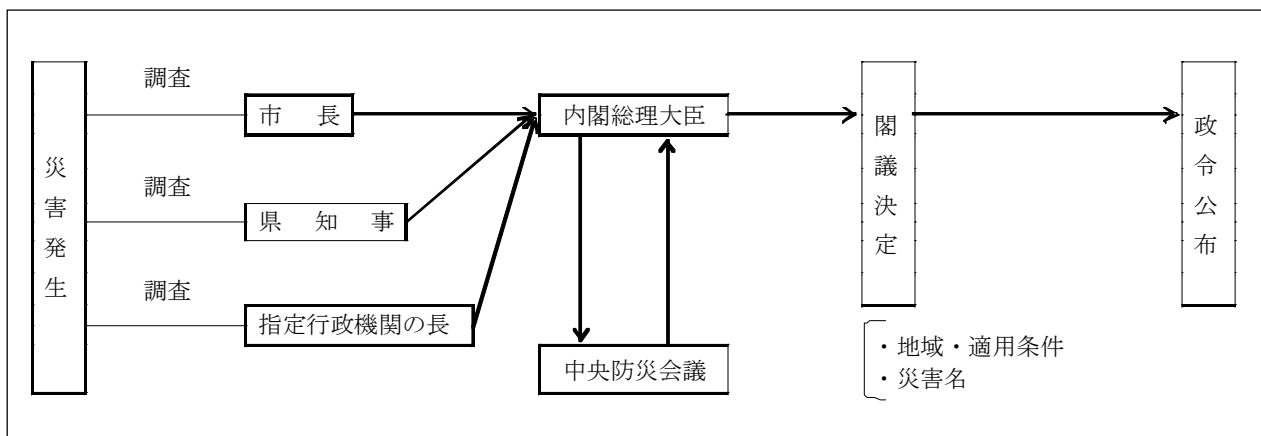 災害発生
調査
市　長
調査
県　知　事
調査
指定行政機関の長
内閣総理大臣
中央防災会議
閣議決定
・地域・適用条件
・災害名
政令公布